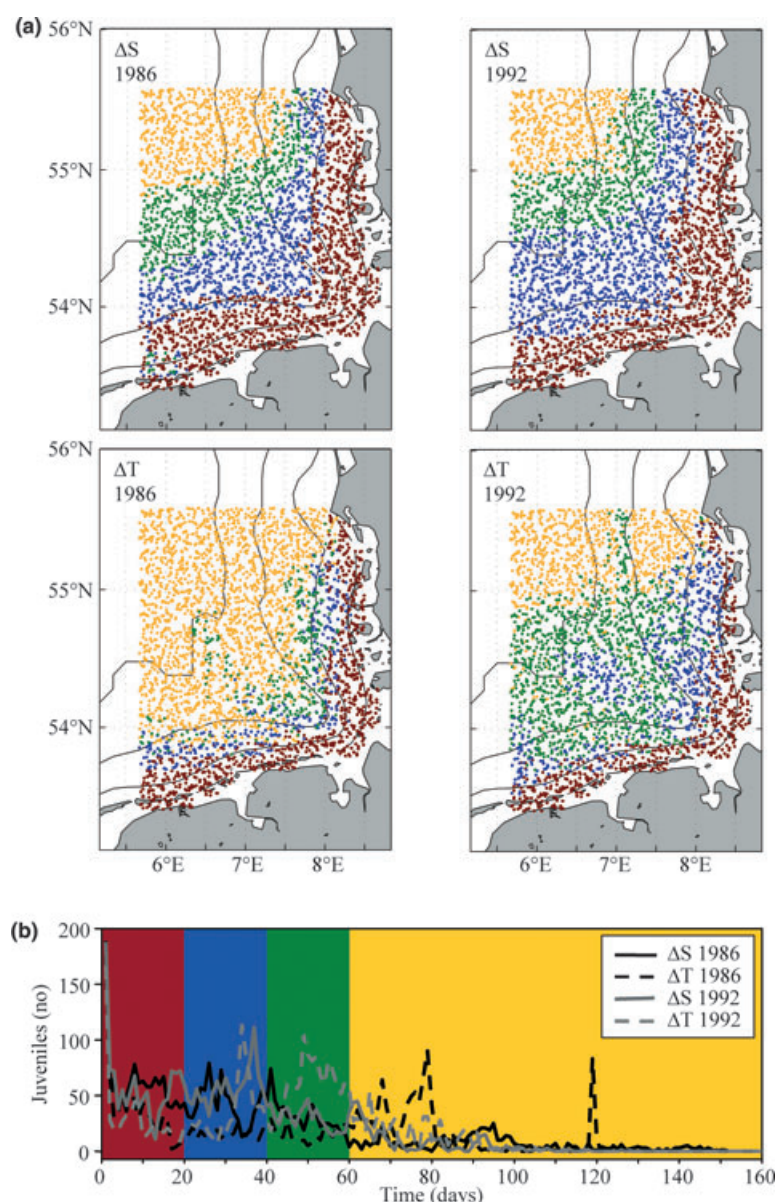 (a)
56°N
ΔS
1986
ΔS
1992
55°N
54°N
56°N
ΔT
1986
ΔT
1992
55°N
54°N
6°E 7°E 8°E
6°E 7°E 8°E
(b)
200
150
100
50
0
Juveniles (no)
ΔS 1986
ΔT 1986
ΔS 1992
ΔT 1992
0 20 40 60 80 100 120 140 160
Time (days)